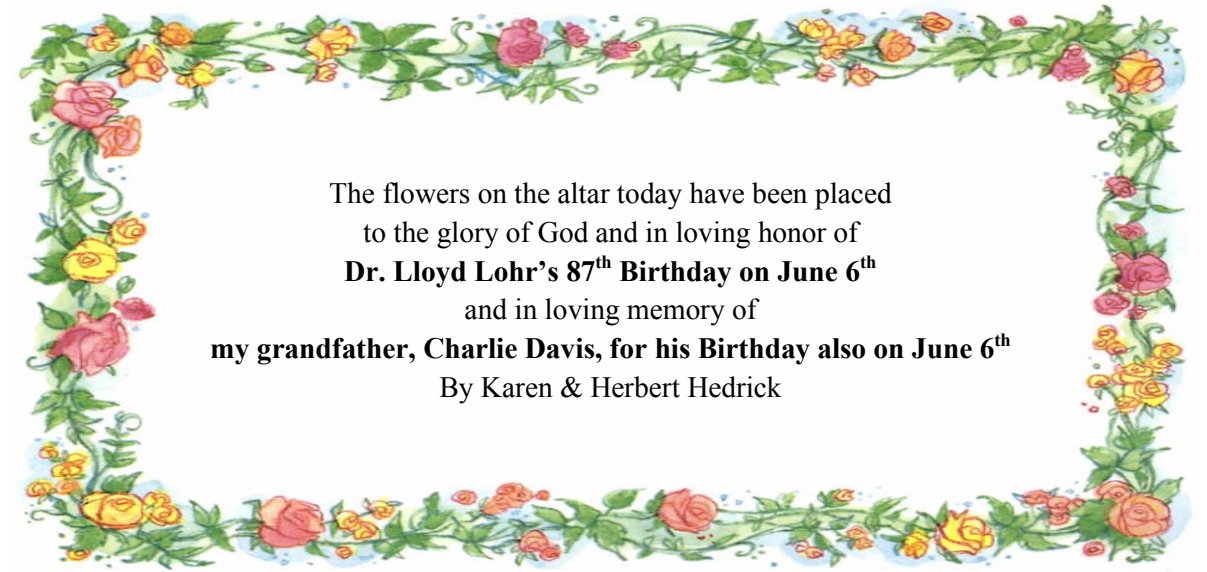 The flowers on the altar today have been placed
to the glory of God and in loving honor of
Dr. Lloyd Lohr’s 87th Birthday on June 6th
and in loving memory of
my grandfather, Charlie Davis, for his Birthday also on June 6th
By Karen & Herbert Hedrick